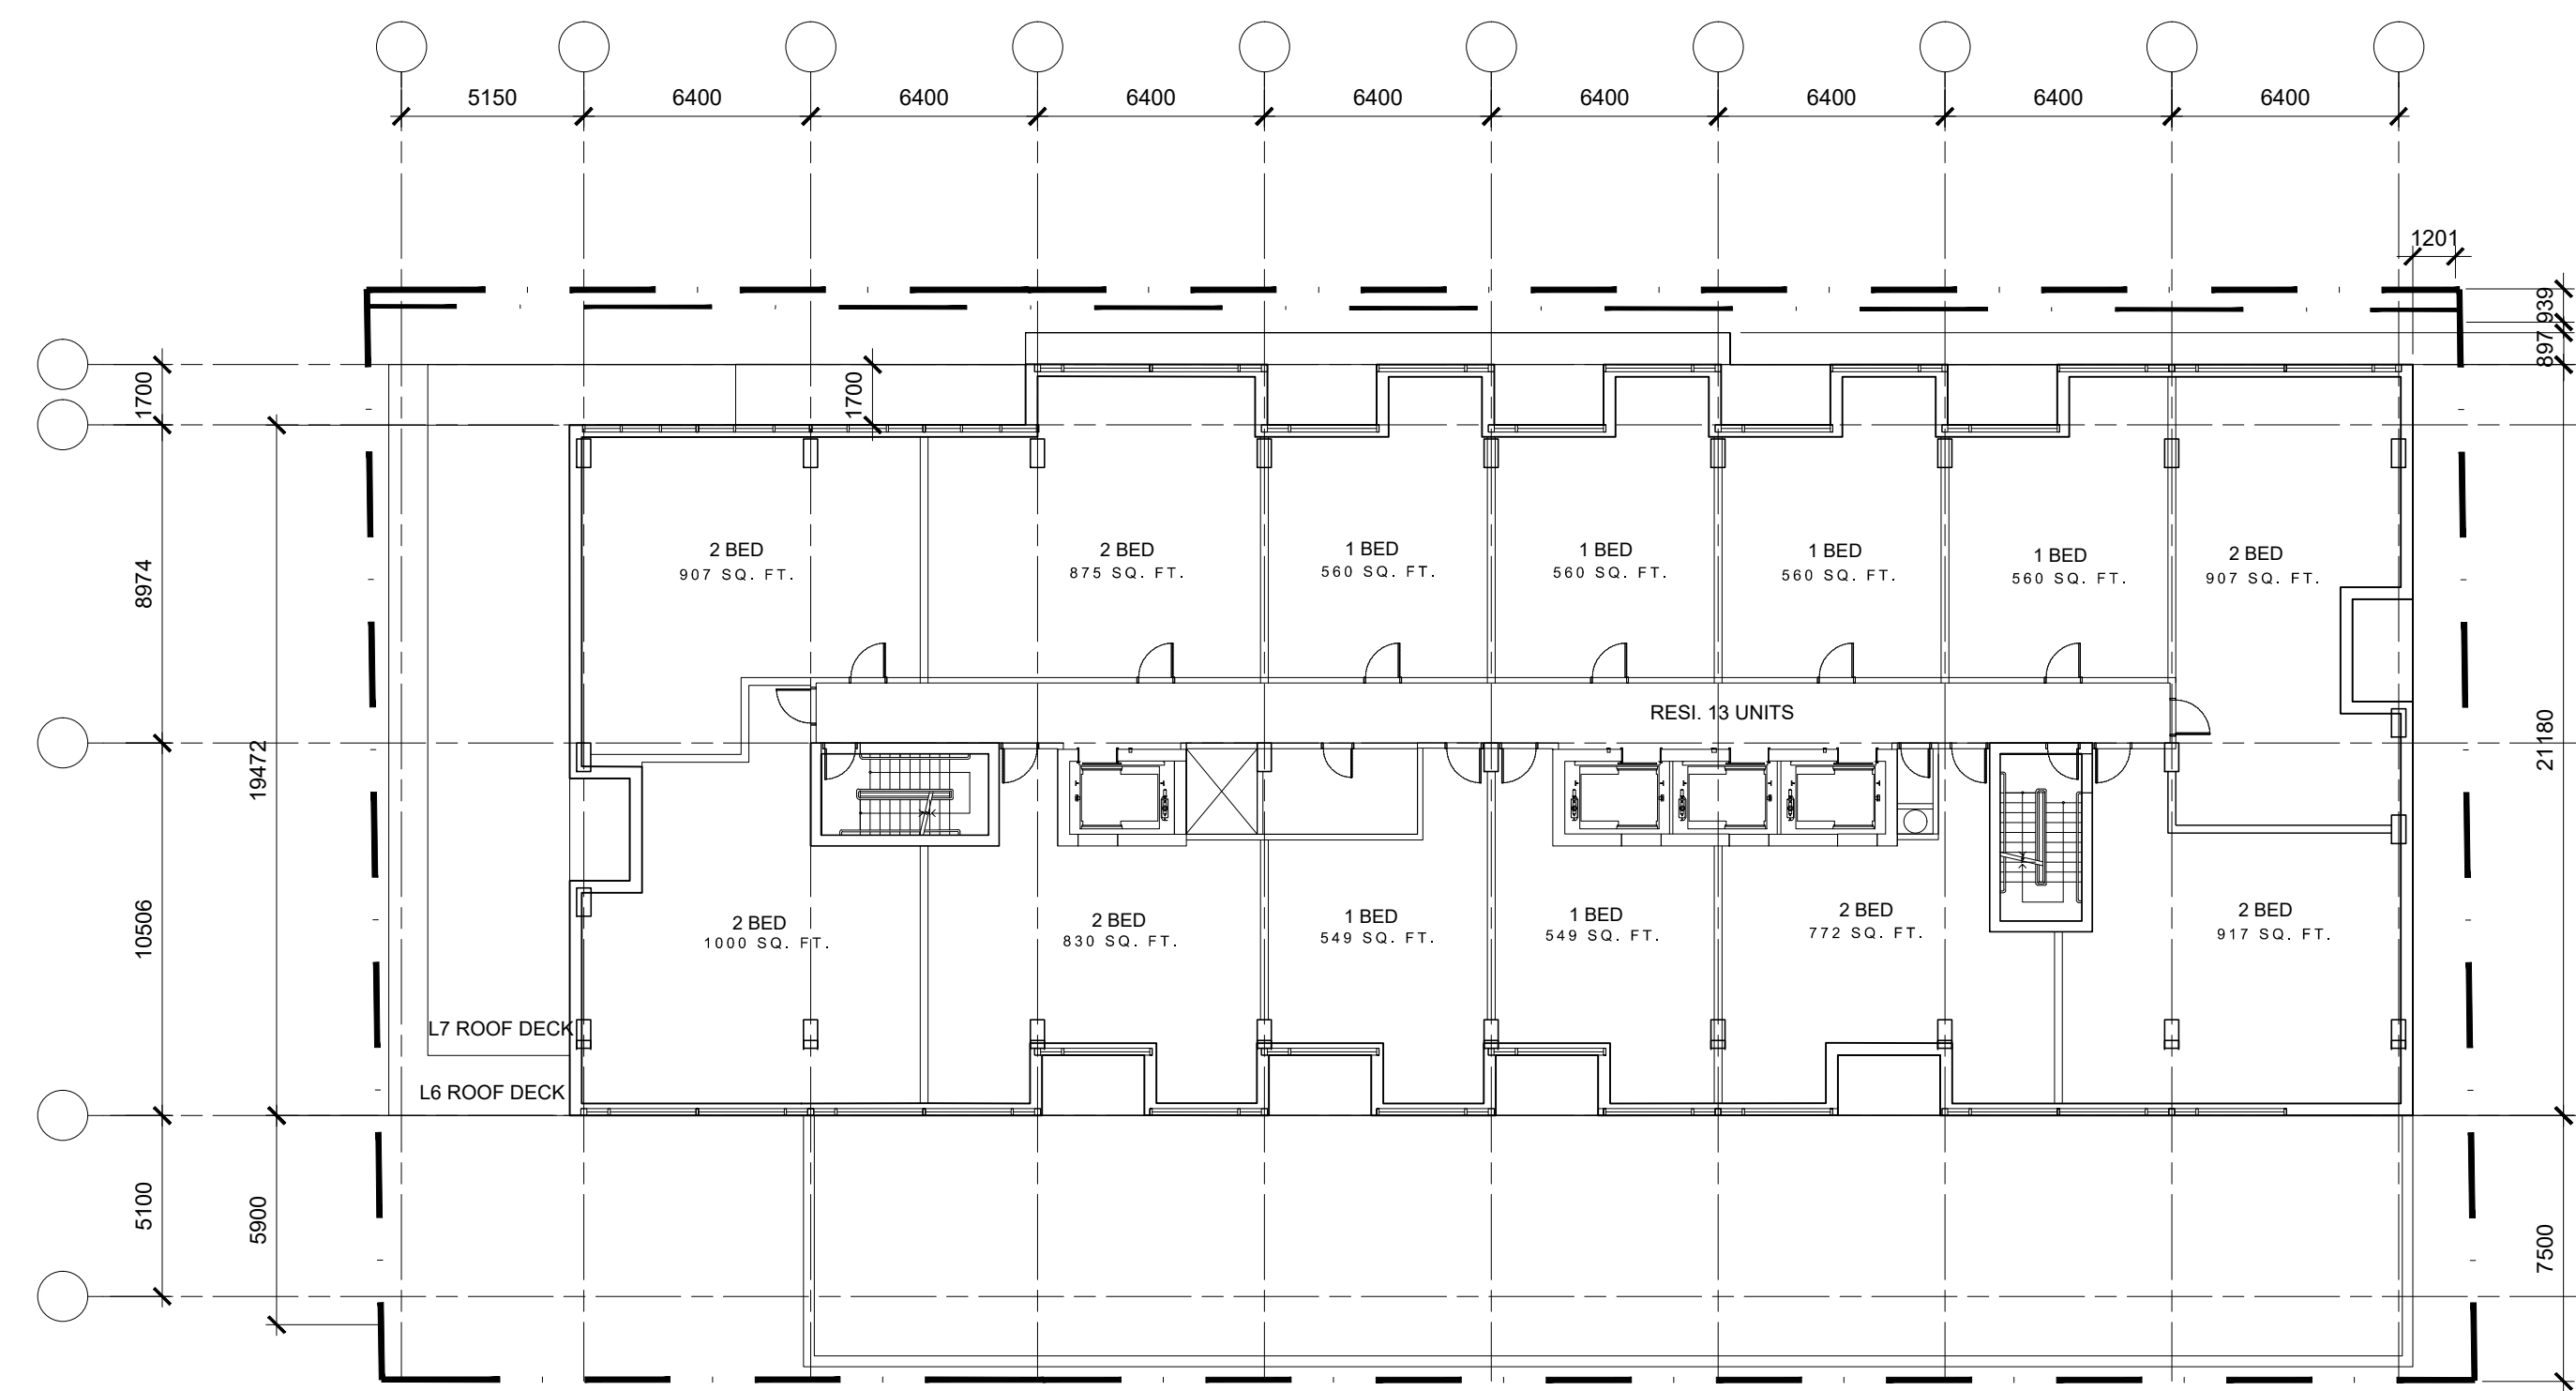 5150
6400
6400
6400
6400
6400
6400
6400
6400
1201
939
897
1700
1700
8974
19472
10506
5100
5900
21180
7500
2 BED
907 SQ. FT.
2 BED
875 SQ. FT.
1 BED
560 SQ. FT.
1 BED
560 SQ. FT.
1 BED
560 SQ. FT.
1 BED
560 SQ. FT.
2 BED
907 SQ. FT.
RESI. 13 UNITS
2 BED
1000 SQ. FT.
2 BED
830 SQ. FT.
1 BED
549 SQ. FT.
1 BED
549 SQ. FT.
2 BED
772 SQ. FT.
2 BED
917 SQ. FT.
L7 ROOF DECK
L6 ROOF DECK